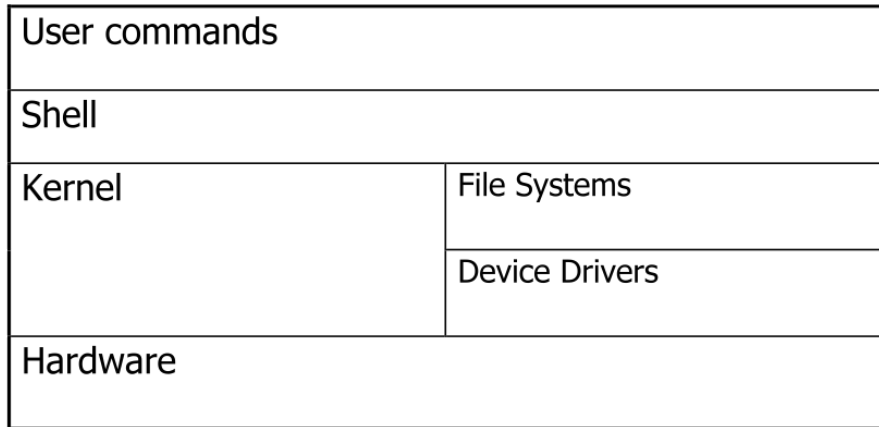 User commands
Shell
Kernel
File Systems
Device Drivers
Hardware